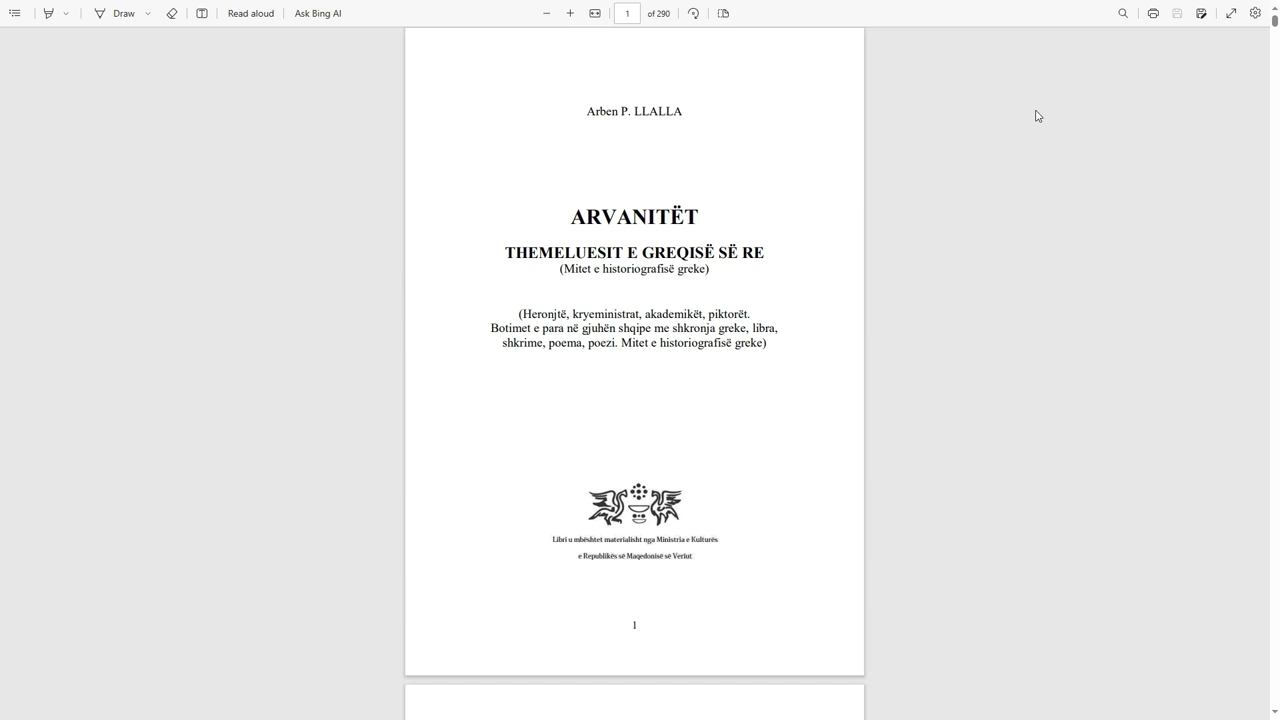 Draw
Read aloud
Ask Bing AI
1
of 290
Arben P. LLALLA
ARVANITËT
THEMELUESIT E GREQISË SË RE
(Mitet e historiografisë greke)
(Heronjtë, kryeministrat, akademikët, piktorët.
Botimet e para në gjuhën shqipe me shkronja greke, libra,
shkrime, poema, poezi. Mitet e historiografisë greke)
Libri u mbështet materialisht nga Ministria e Kulturës
e Republikës së Maqedonisë së Veriut
1